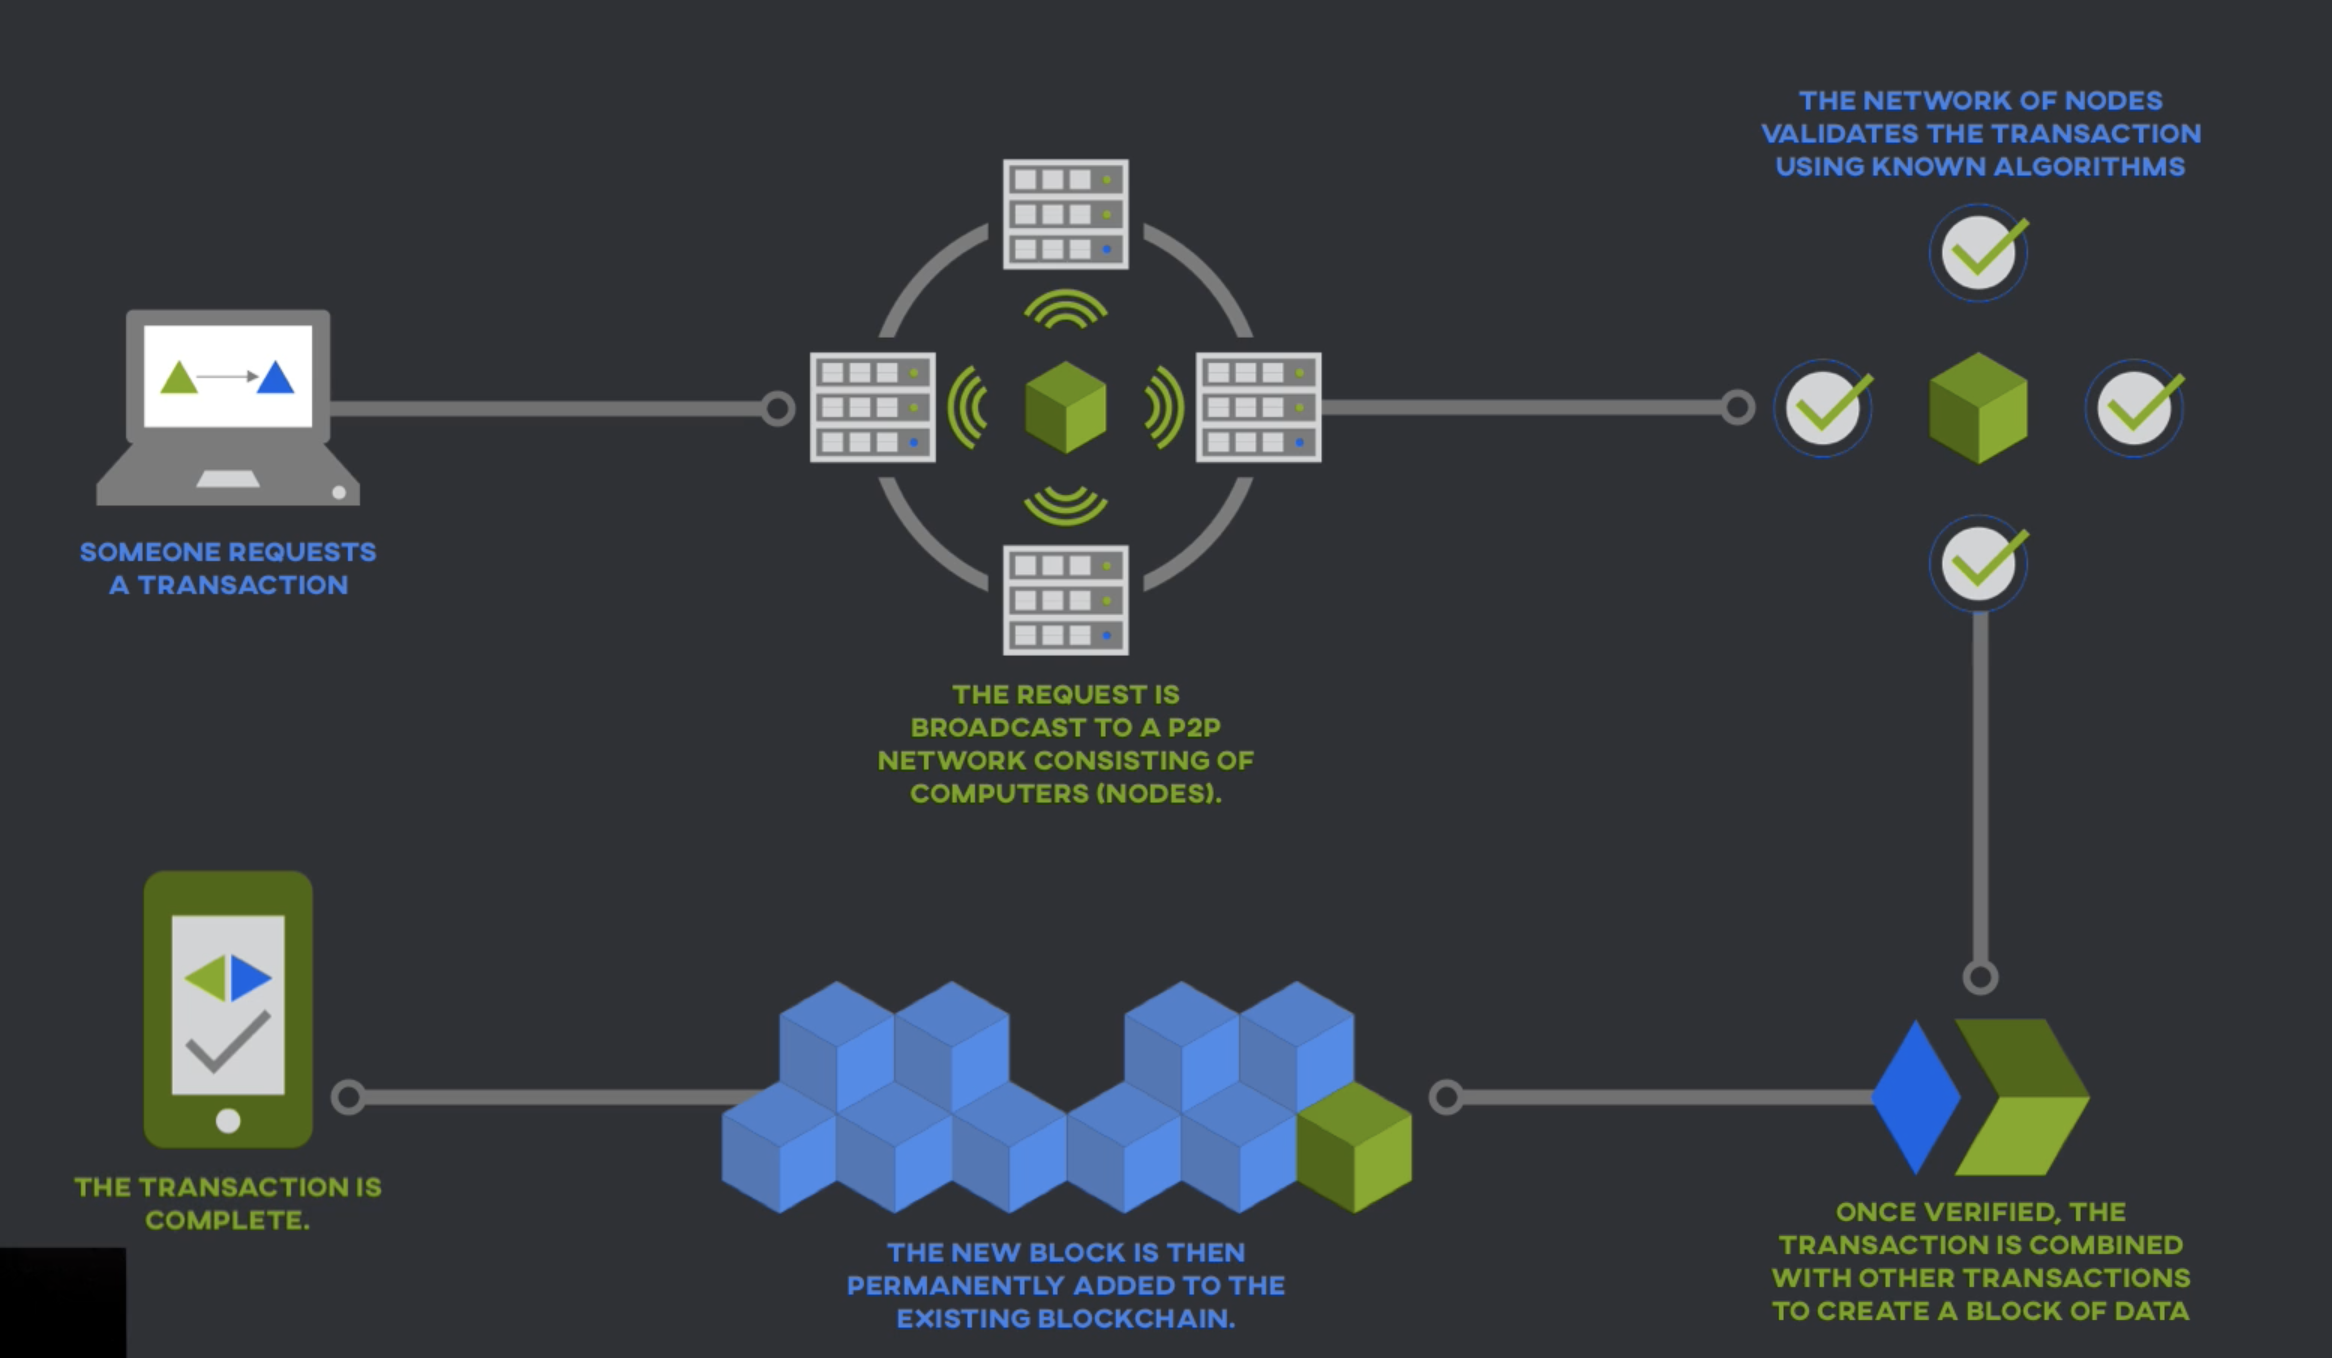 SOMEONE REQUESTS
A TRANSACTION
THE REQUEST IS
BROADCAST TO A P2P
NETWORK CONSISTING OF
COMPUTERS (NODES).
THE NETWORK OF NODES
VALIDATES THE TRANSACTION
USING KNOWN ALGORITHMS
ONCE VERIFIED, THE
TRANSACTION IS COMBINED
WITH OTHER TRANSACTIONS
TO CREATE A BLOCK OF DATA
THE NEW BLOCK IS THEN
PERMANENTLY ADDED TO THE
EXISTING BLOCKCHAIN.
THE TRANSACTION IS
COMPLETE.